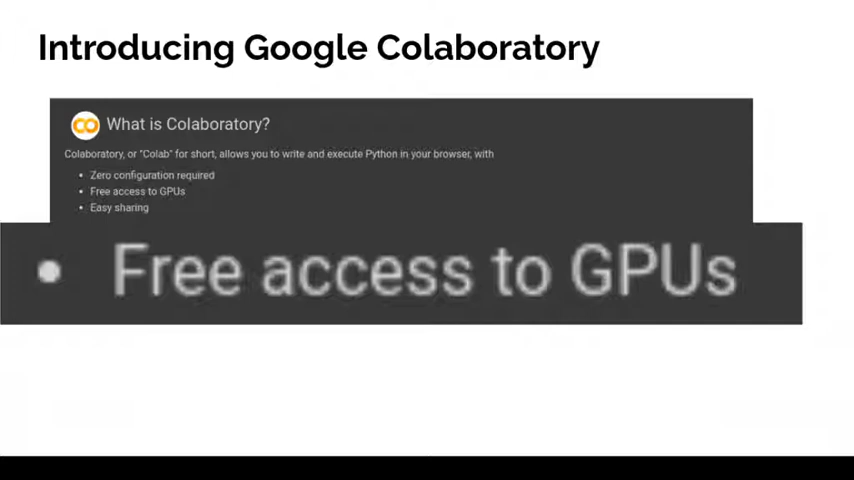 Introducing Google Colaboratory
What is Colaboratory?
Colaboratory, or "Colab" for short, allows you to write and execute Python in your browser, with
• Zero configuration required
• Free access to GPUs
• Easy sharing
• Free access to GPUs